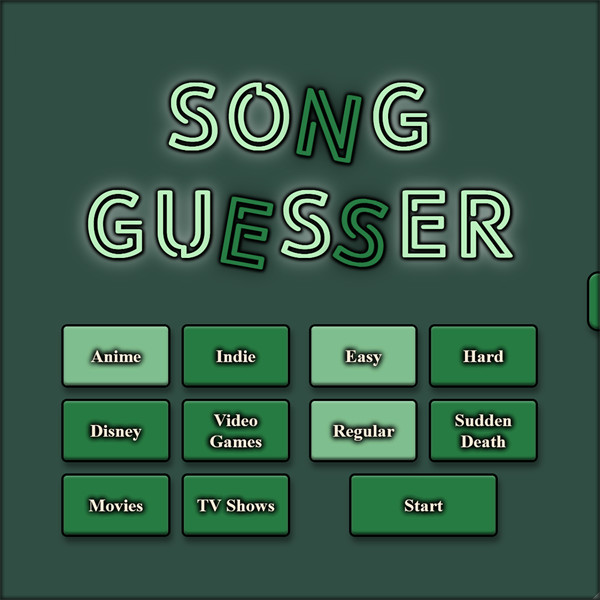 SONG
GUESSER
Anime
Indie
Easy
Hard
Disney
Video
Games
Regular
Sudden
Death
Movies
TV Shows
Start